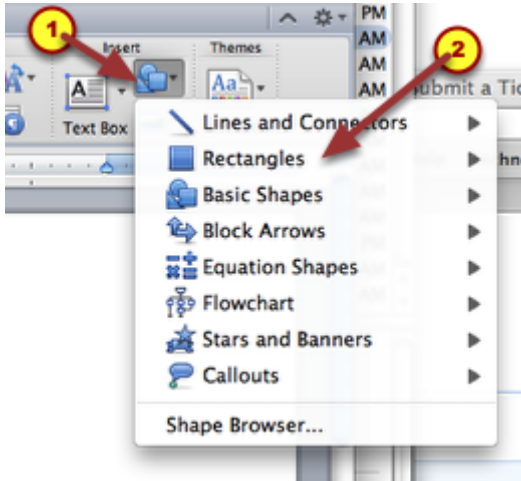 1
2
PM
AM
AM
AM
Insert
Themes
A
Aa
Text Box
ubmit a Tic
Lines and Connectors
Rectangles
Basic Shapes
Block Arrows
Equation Shapes
Flowchart
Stars and Banners
Callouts
Shape Browser...